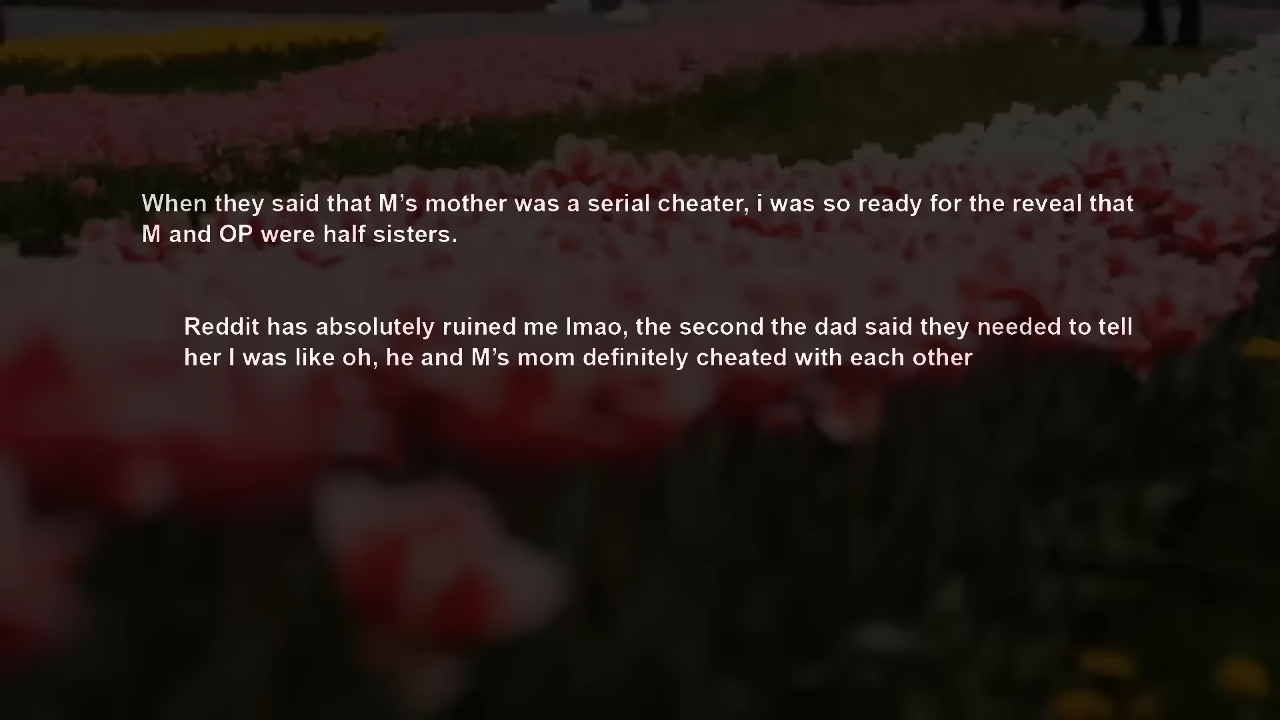 When they said that M’s mother was a serial cheater, i was so ready for the reveal that
M and OP were half sisters.
Reddit has absolutely ruined me lmao, the second the dad said they needed to tell
her I was like oh, he and M’s mom definitely cheated with each other